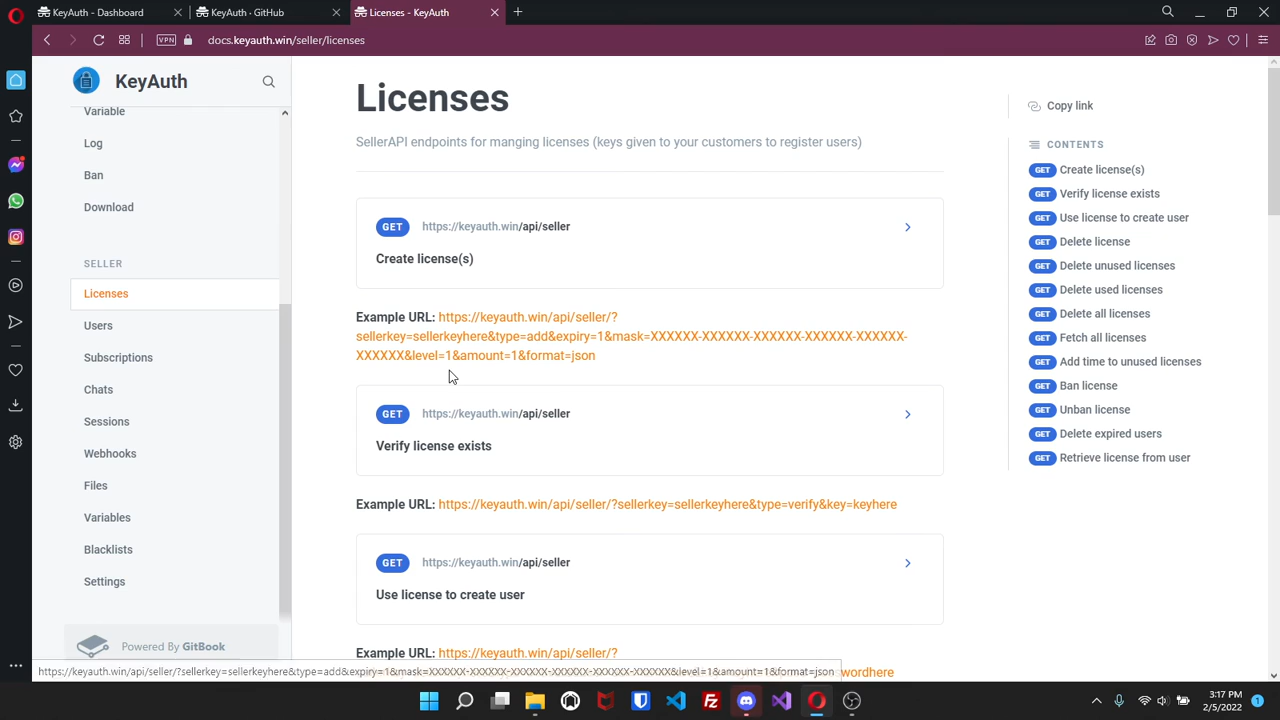 KeyAuth - Dashboard
KeyAuth · GitHub
Licenses - KeyAuth
VPN
docs.keyauth.win/seller/licenses
KeyAuth
Variable
Log
Ban
Download
SELLER
Licenses
Users
Subscriptions
Chats
Sessions
Webhooks
Files
Variables
Blacklists
Settings
Powered By GitBook
Licenses
SellerAPI endpoints for manging licenses (keys given to your customers to register users)
GET https://keyauth.win/api/seller
Create license(s)
Example URL: https://keyauth.win/api/seller/?
sellerkey=sellerkeyhere&type=add&expiry=1&mask=XXXXXX-XXXXXX-XXXXXX-XXXXXX-XXXXXX-
XXXXXX&level=1&amount=1&format=json
GET https://keyauth.win/api/seller
Verify license exists
Example URL: https://keyauth.win/api/seller/?sellerkey=sellerkeyhere&type=verify&key=keyhere
GET https://keyauth.win/api/seller
Use license to create user
Example URL: https://keyauth.win/api/seller/?
wordhere
Copy link
CONTENTS
GET Create license(s)
GET Verify license exists
GET Use license to create user
GET Delete license
GET Delete unused licenses
GET Delete used licenses
GET Delete all licenses
GET Fetch all licenses
GET Add time to unused licenses
GET Ban license
GET Unban license
GET Delete expired users
GET Retrieve license from user
https://keyauth.win/api/seller/?sellerkey=sellerkeyhere&type=add&expiry=1&mask=XXXXXX-XXXXXX-XXXXXX-XXXXXX-XXXXXX-XXXXXX&level=1&amount=1&format=json
3:17 PM
2/5/2022
1